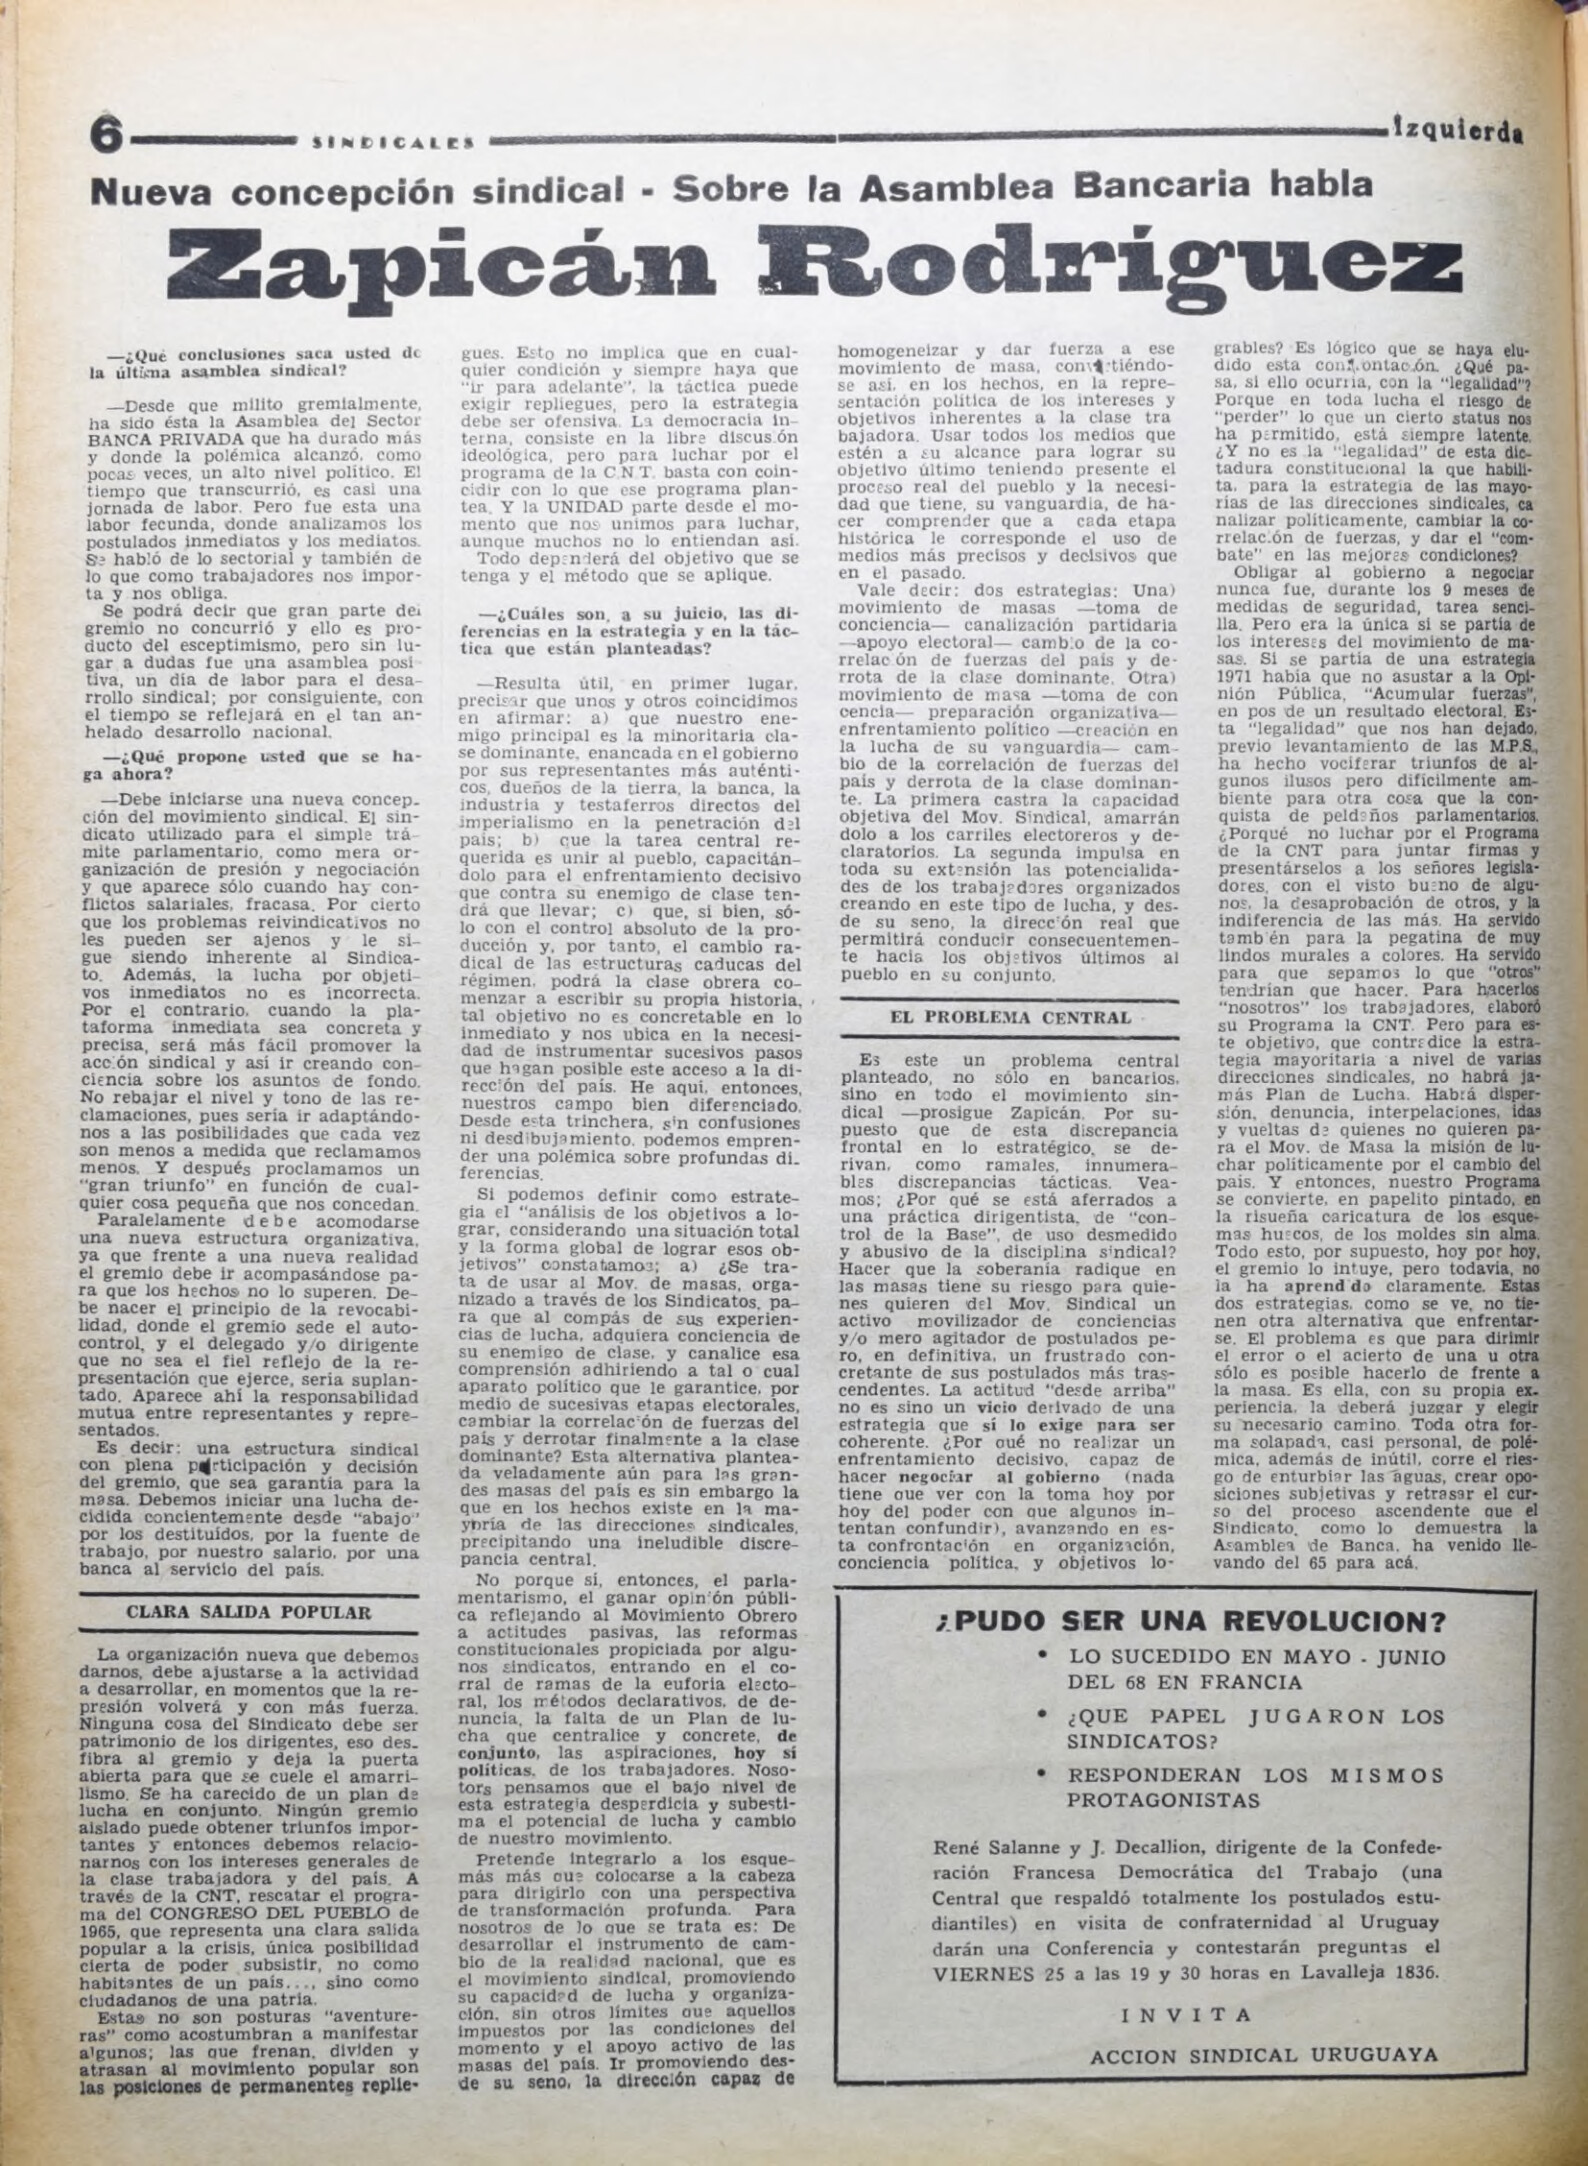 6
SINDICALES
Izquierda
Nueva concepción sindical - Sobre la Asamblea Bancaria habla
Zapicán Rodríguez
—¿Qué conclusiones saca usted de
la última asamblea sindical?
—Desde que milito gremialmente,
ha sido ésta la Asamblea del Sector
BANCA PRIVADA que ha durado más
y donde la polémica alcanzó, como
pocas veces, un alto nivel político. El
tiempo que transcurrió, es casi una
jornada de labor. Pero fue esta una
labor fecunda, donde analizamos los
postulados inmediatos y los mediatos.
Se habló de lo sectorial y también de
lo que como trabajadores nos impor-
ta y nos obliga.
Se podrá decir que gran parte del
gremio no concurrió y ello es pro-
ducto del esceptimismo, pero sin lu-
gar a dudas fue una asamblea posi
tiva, un día de labor para el desa-
rrollo sindical; por consiguiente, con
el tiempo se reflejará en el tan an-
helado desarrollo nacional.
—¿Qué propone usted que se ha-
ga ahora?
—Debe iniciarse una nueva concep-
ción del movimiento sindical. El sin-
dicato utilizado para el simple trá-
mite parlamentario, como mera or-
ganización de presión y negociación
y que aparece sólo cuando hay con-
flictos salariales, fracasa. Por cierto
que los problemas reivindicativos no
les pueden ser ajenos y le si-
gue siendo inherente al Sindica-
to. Además, la lucha por objeti-
vos inmediatos no es incorrecta.
Por el contrario, cuando la pla-
taforma inmediata sea concreta y
precisa, será más fácil promover la
acción sindical y así ir creando con-
ciencia sobre los asuntos de fondo.
No rebajar el nivel y tono de las re-
clamaciones, pues sería ir adaptándo-
nos a las posibilidades que cada vez
son menos a medida que reclamamos
menos. Y después proclamamos un
"gran triunfo" en función de cual-
quier cosa pequeña que nos concedan.
Paralelamente debe acomodarse
una nueva estructura organizativa,
ya que frente a una nueva realidad
el gremio debe ir acompasándose pa-
ra que los hechos no lo superen. De-
be nacer el principio de la revocabi-
lidad, donde el gremio sede el auto-
control, y el delegado y/o dirigente
que no sea el fiel reflejo de la re-
presentación que ejerce, sería suplan-
tado. Aparece ahí la responsabilidad
mutua entre representantes y repre-
sentados.
Es decir: una estructura sindical
con plena participación y decisión
del gremio, que sea garantía para la
masa. Debemos iniciar una lucha de-
cidida concientemente desde "abajo"
por los destituídos, por la fuente de
trabajo, por nuestro salario, por una
banca al servicio del país.
CLARA SALIDA POPULAR
La organización nueva que debemos
darnos, debe ajustarse a la actividad
a desarrollar, en momentos que la re-
presión volverá y con más fuerza.
Ninguna cosa del Sindicato debe ser
patrimonio de los dirigentes, eso des-
fibra al gremio y deja la puerta
abierta para que se cuele el amarri-
lismo. Se ha carecido de un plan de
lucha en conjunto. Ningún gremio
aislado puede obtener triunfos impor-
tantes y entonces debemos relacio-
narnos con los intereses generales de
la clase trabajadora y del país. A
través de la CNT, rescatar el progra-
ma del CONGRESO DEL PUEBLO de
1965, que representa una clara salida
popular a la crisis, única posibilidad
cierta de poder subsistir, no como
habitantes de un país..., sino como
ciudadanos de una patria.
Estas no son posturas "aventure-
ras" como acostumbran a manifestar
algunos; las que frenan, dividen y
atrasan al movimiento popular son
las posiciones de permanentes replie-
gues. Esto no implica que en cual-
quier condición y siempre haya que
"ir para adelante", la táctica puede
exigir repliegues, pero la estrategia
debe ser ofensiva. La democracia in-
terna, consiste en la libre discusión
ideológica, pero para luchar por el
programa de la C.N.T. basta con coin-
cidir con lo que ese programa plan-
tea. Y la UNIDAD parte desde el mo-
mento que nos unimos para luchar,
aunque muchos no lo entiendan así.
Todo dependerá del objetivo que se
tenga y el método que se aplique.
—¿Cuáles son, a su juicio, las di-
ferencias en la estrategia y en la tác-
tica que están planteadas?
—Resulta útil, en primer lugar,
precisar que unos y otros coincidimos
en afirmar: a) que nuestro ene-
migo principal es la minoritaria cla-
se dominante, enancada en el gobierno
por sus representantes más auténti-
cos, dueños de la tierra, la banca, la
industria y testaferros directos del
imperialismo en la penetración del
país; b) que la tarea central re-
querida es unir al pueblo, capacitán-
dolo para el enfrentamiento decisivo
que contra su enemigo de clase ten-
drá que llevar; c) que, si bien, só-
lo con el control absoluto de la pro-
ducción y, por tanto, el cambio ra-
dical de las estructuras caducas del
régimen, podrá la clase obrera co-
menzar a escribir su propia historia,
tal objetivo no es concretable en lo
inmediato y nos ubica en la necesi-
dad de instrumentar sucesivos pasos
que hagan posible este acceso a la di-
rección del país. He aquí, entonces,
nuestros campo bien diferenciado.
Desde esta trinchera, sin confusiones
ni desdibujamiento, podemos empren-
der una polémica sobre profundas di-
ferencias.
Si podemos definir como estrate-
gia el "análisis de los objetivos a lo-
grar, considerando una situación total
y la forma global de lograr esos ob-
jetivos" constatamos; a) ¿Se tra-
ta de usar al Mov. de masas, orga-
nizado a través de los Sindicatos, pa-
ra que al compás de sus experien-
cias de lucha, adquiera conciencia de
su enemigo de clase, y canalice esa
comprensión adhiriendo a tal o cual
aparato político que le garantice, por
medio de sucesivas etapas electorales,
cambiar la correlación de fuerzas del
país y derrotar finalmente a la clase
dominante? Esta alternativa plantea-
da veladamente aún para las gran-
des masas del país es sin embargo la
que en los hechos existe en la ma-
yoría de las direcciones sindicales,
precipitando una ineludible discre-
pancia central.
No porque sí, entonces, el parla-
mentarismo, el ganar opinión públi-
ca reflejando al Movimiento Obrero
a actitudes pasivas, las reformas
constitucionales propiciada por algu-
nos sindicatos, entrando en el co-
rral de ramas de la euforia electo-
ral, los métodos declarativos, de de-
nuncia, la falta de un Plan de lu-
cha que centralice y concrete, de
conjunto, las aspiraciones, hoy sí
políticas, de los trabajadores. Noso-
tors pensamos que el bajo nivel de
esta estrategia desperdicia y subesti-
ma el potencial de lucha y cambio
de nuestro movimiento.
Pretende integrarlo a los esque-
más más que colocarse a la cabeza
para dirigirlo con una perspectiva
de transformación profunda. Para
nosotros de lo que se trata es: De
desarrollar el instrumento de cam-
bio de la realidad nacional, que es
el movimiento sindical, promoviendo
su capacidad de lucha y organiza-
ción, sin otros límites que aquellos
impuestos por las condiciones del
momento y el apoyo activo de las
masas del país. Ir promoviendo des-
de su seno, la dirección capaz de
homogeneizar y dar fuerza a ese
movimiento de masa, convirtiéndo-
se así, en los hechos, en la repre-
sentación política de los intereses y
objetivos inherentes a la clase tra
bajadora. Usar todos los medios que
estén a su alcance para lograr su
objetivo último teniendo presente el
proceso real del pueblo y la necesi-
dad que tiene, su vanguardia, de ha-
cer comprender que a cada etapa
histórica le corresponde el uso de
medios más precisos y decisivos que
en el pasado.
Vale decir: dos estrategias: Una)
movimiento de masas —toma de
conciencia— canalización partidaria
—apoyo electoral— cambio de la co-
rrelación de fuerzas del país y de-
rrota de la clase dominante. Otra)
movimiento de masa —toma de con
cencia— preparación organizativa—
enfrentamiento político —creación en
la lucha de su vanguardia— cam-
bio de la correlación de fuerzas del
país y derrota de la clase dominan-
te. La primera castra la capacidad
objetiva del Mov. Sindical, amarrán
dolo a los carriles electoreros y de-
claratorios. La segunda impulsa en
toda su extensión las potencialida-
des de los trabajadores organizados
creando en este tipo de lucha, y des-
de su seno, la dirección real que
permitirá conducir consecuentemen-
te hacia los objetivos últimos al
pueblo en su conjunto.
EL PROBLEMA CENTRAL
Es este un problema central
planteado, no sólo en bancarios,
sino en todo el movimiento sin-
dical —prosigue Zapicán. Por su-
puesto que de esta discrepancia
frontal en lo estratégico, se de-
rivan, como ramales, innumera-
bles discrepancias tácticas. Vea-
mos; ¿Por qué se está aferrados a
una práctica dirigentista, de "con-
trol de la Base", de uso desmedido
y abusivo de la disciplina sindical?
Hacer que la soberanía radique en
las masas tiene su riesgo para quie-
nes quieren del Mov. Sindical un
activo movilizador de conciencias
y/o mero agitador de postulados pe-
ro, en definitiva, un frustrado con-
cretante de sus postulados más tras-
cendentes. La actitud "desde arriba"
no es sino un vicio derivado de una
estrategia que sí lo exige para ser
coherente. ¿Por qué no realizar un
enfrentamiento decisivo, capaz de
hacer negociar al gobierno (nada
tiene que ver con la toma hoy por
hoy del poder con que algunos in-
tentan confundir), avanzando en es-
ta confrontación en organización,
conciencia política, y objetivos lo-
grables? Es lógico que se haya elu-
dido esta confrontación. ¿Qué pa-
sa, si ello ocurría, con la "legalidad"?
Porque en toda lucha el riesgo de
"perder" lo que un cierto status nos
ha permitido, está siempre latente.
¿Y no es la "legalidad" de esta dic-
tadura constitucional la que habili-
ta, para la estrategia de las mayo-
rías de las direcciones sindicales, ca
nalizar políticamente, cambiar la co-
rrelación de fuerzas, y dar el "com-
bate" en las mejores condiciones?
Obligar al gobierno a negociar
nunca fue, durante los 9 meses de
medidas de seguridad, tarea senci-
lla. Pero era la única si se partía de
los intereses del movimiento de ma-
sas. Si se partía de una estrategia
1971 había que no asustar a la Opi-
nión Pública, "Acumular fuerzas",
en pos de un resultado electoral. Es-
ta "legalidad" que nos han dejado,
previo levantamiento de las M.P.S.,
ha hecho vociferar triunfos de al-
gunos ilusos pero difícilmente am-
biente para otra cosa que la con-
quista de peldaños parlamentarios.
¿Porqué no luchar por el Programa
de la CNT para juntar firmas y
presentárselos a los señores legisla-
dores, con el visto bueno de algu-
nos, la desaprobación de otros, y la
indiferencia de las más. Ha servido
también para la pegatina de muy
lindos murales a colores. Ha servido
para que sepamos lo que "otros"
tendrían que hacer. Para hacerlos
"nosotros" los trabajadores, elaboró
su Programa la CNT. Pero para es-
te objetivo, que contradice la estra-
tegia mayoritaria a nivel de varias
direcciones sindicales, no habrá ja-
más Plan de Lucha. Habrá disper-
sión, denuncia, interpelaciones, idas
y vueltas de quienes no quieren pa-
ra el Mov. de Masa la misión de lu-
char políticamente por el cambio del
país. Y entonces, nuestro Programa
se convierte, en papelito pintado, en
la risueña caricatura de los esque-
mas huecos, de los moldes sin alma.
Todo esto, por supuesto, hoy por hoy,
el gremio lo intuye, pero todavía, no
la ha aprendido claramente. Estas
dos estrategias, como se ve, no tie-
nen otra alternativa que enfrentar-
se. El problema es que para dirimir
el error o el acierto de una u otra
sólo es posible hacerlo de frente a
la masa. Es ella, con su propia ex-
periencia, la deberá juzgar y elegir
su necesario camino. Toda otra for-
ma solapada, casi personal, de polé-
mica, además de inútil, corre el ries-
go de enturbiar las aguas, crear opo-
siciones subjetivas y retrasar el cur-
so del proceso ascendente que el
Sindicato, como lo demuestra la
Asamblea de Banca, ha venido lle-
vando del 65 para acá.
¿PUDO SER UNA REVOLUCION?
• LO SUCEDIDO EN MAYO - JUNIO
DEL 68 EN FRANCIA
• ¿QUE PAPEL JUGARON LOS
SINDICATOS?
• RESPONDERAN LOS MISMOS
PROTAGONISTAS
René Salanne y J. Decallion, dirigente de la Confede-
ración Francesa Democrática del Trabajo (una
Central que respaldó totalmente los postulados estu-
diantiles) en visita de confraternidad al Uruguay
darán una Conferencia y contestarán preguntas el
VIERNES 25 a las 19 y 30 horas en Lavalleja 1836.
INVITA
ACCION SINDICAL URUGUAYA